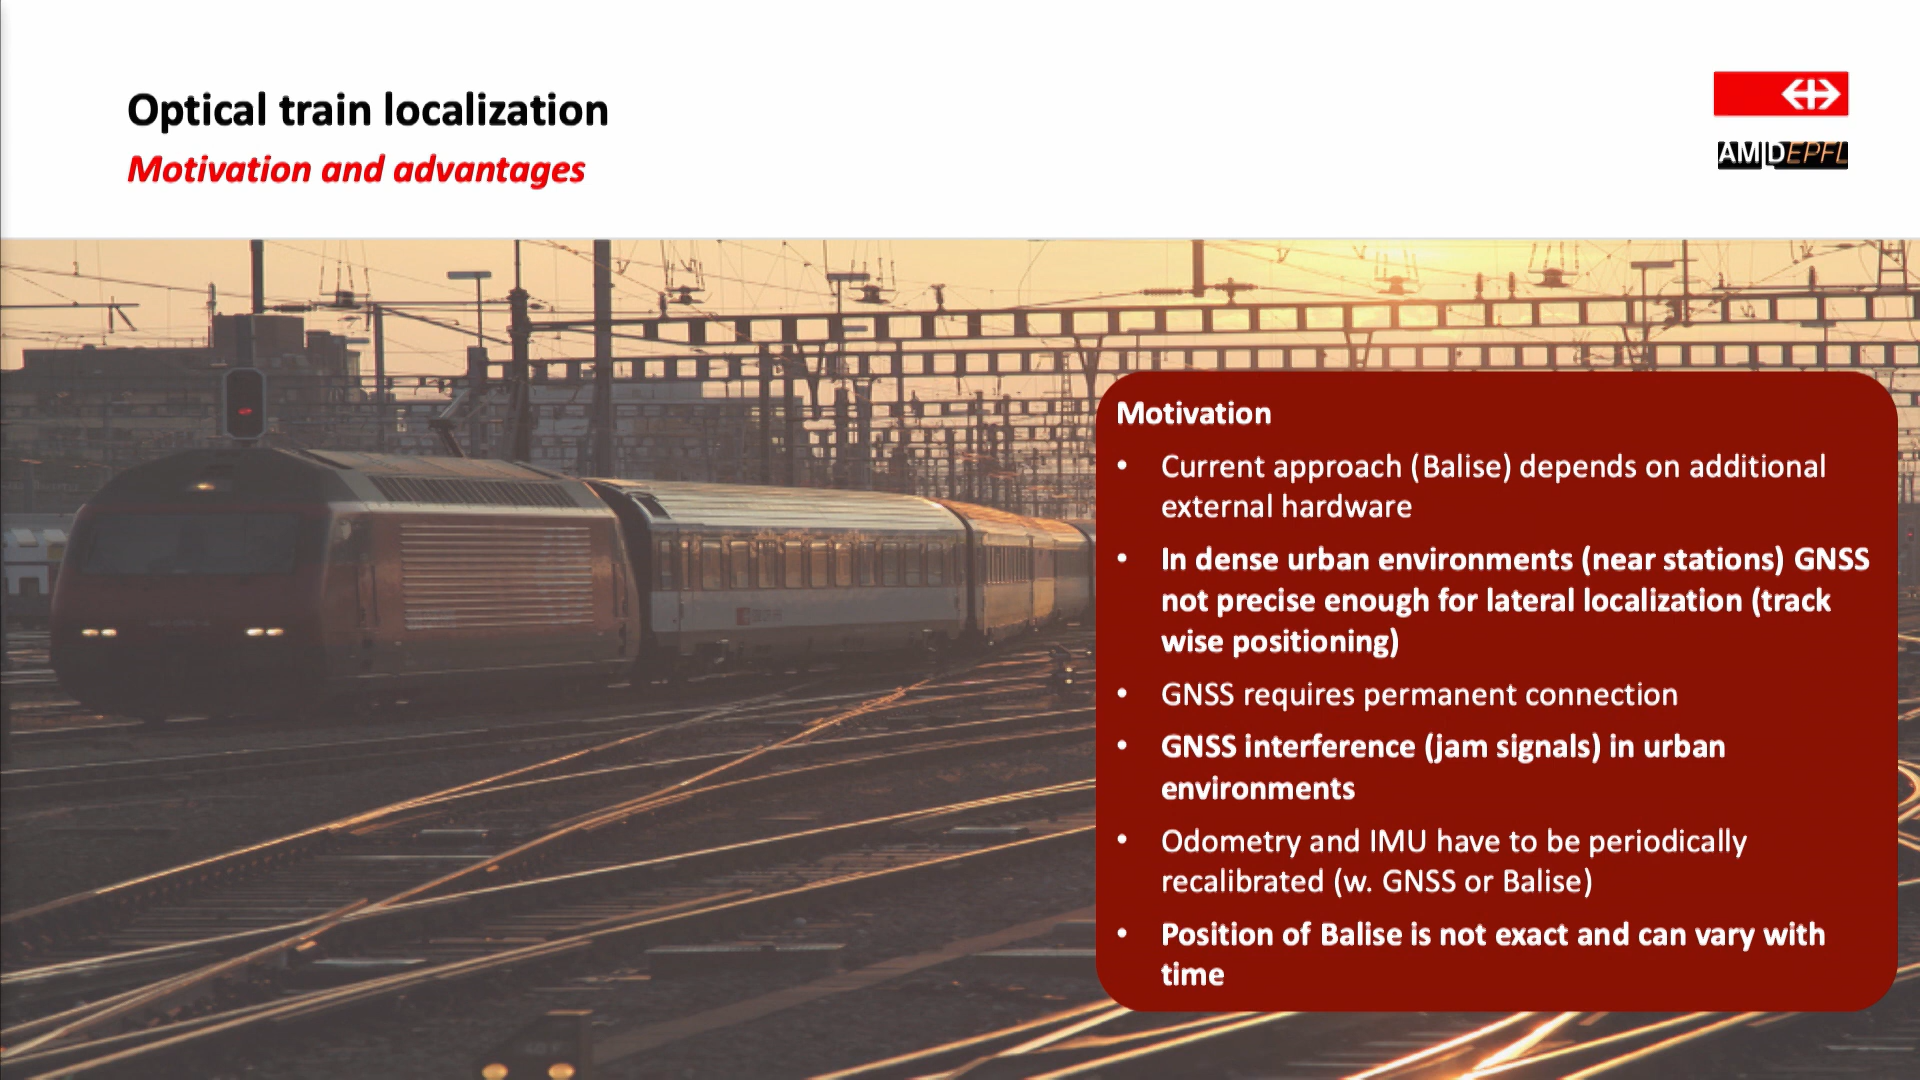 Optical train localization
Motivation and advantages
AM|DEPFL
Motivation
• Current approach (Balise) depends on additional
external hardware
• In dense urban environments (near stations) GNSS
not precise enough for lateral localization (track
wise positioning)
• GNSS requires permanent connection
• GNSS interference (jam signals) in urban
environments
• Odometry and IMU have to be periodically
recalibrated (w. GNSS or Balise)
• Position of Balise is not exact and can vary with
time